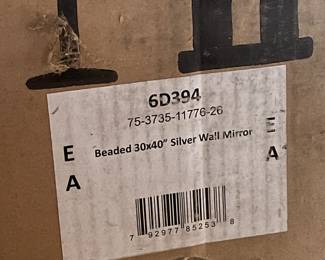 6D394
75-3735-11776-26
E Beaded 30x40" Silver Wall Mirror E
A A
7 92977 85253 8